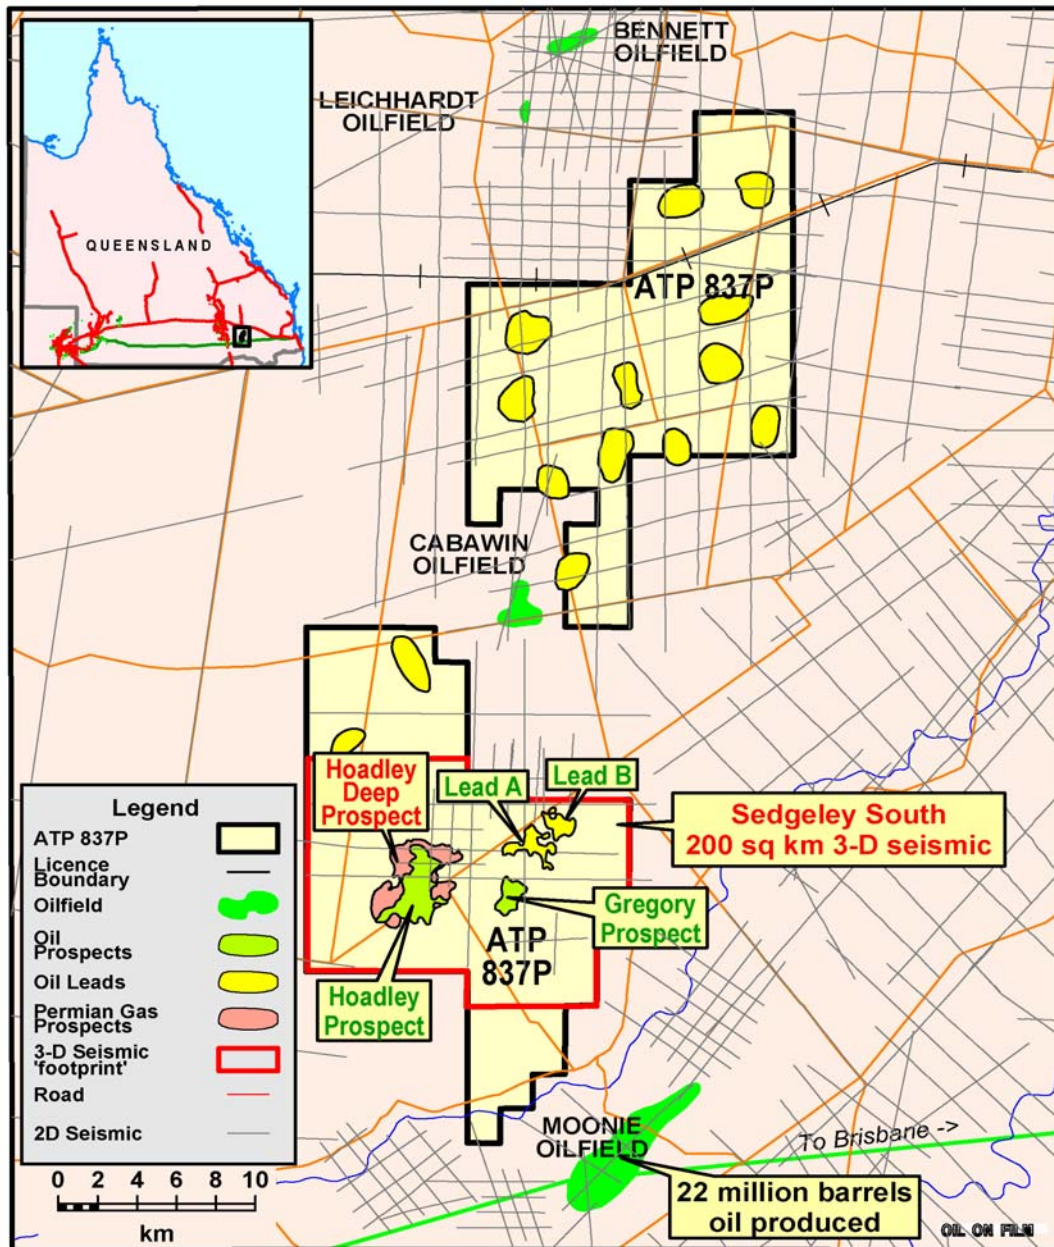 BENNETT
OILFIELD
LEICHHARDT
OILFIELD
QUEENSLAND
ATP 837P
CABAWIN
OILFIELD
Hoadley
Deep
Prospect
Lead A
Lead B
Sedgeley South
200 sq km 3-D seismic
Gregory
Prospect
ATP
837P
Hoadley
Prospect
Legend
ATP 837P
Licence
Boundary
Oilfield
Oil
Prospects
Oil Leads
Permian Gas
Prospects
3-D Seismic
'footprint'
Road
2D Seismic
0 2 4 6 8 10
km
MOONIE
OILFIELD
To Brisbane ->
22 million barrels
oil produced
OIL ON FILM